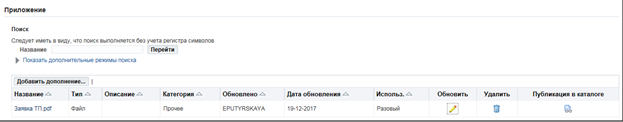 Приложение
Поиск
Следует иметь в виду, что поиск выполняется без учета регистра символов
Название Перейти
Показать дополнительные режимы поиска
Добавить дополнение... |
Название Тип Описание Категория Обновлено Дата обновления Использ. Обновить Удалить Публикация в каталоге
Заявка ТП.pdf Файл Прочее EPUTYRSKAYA 19-12-2017 Разовый